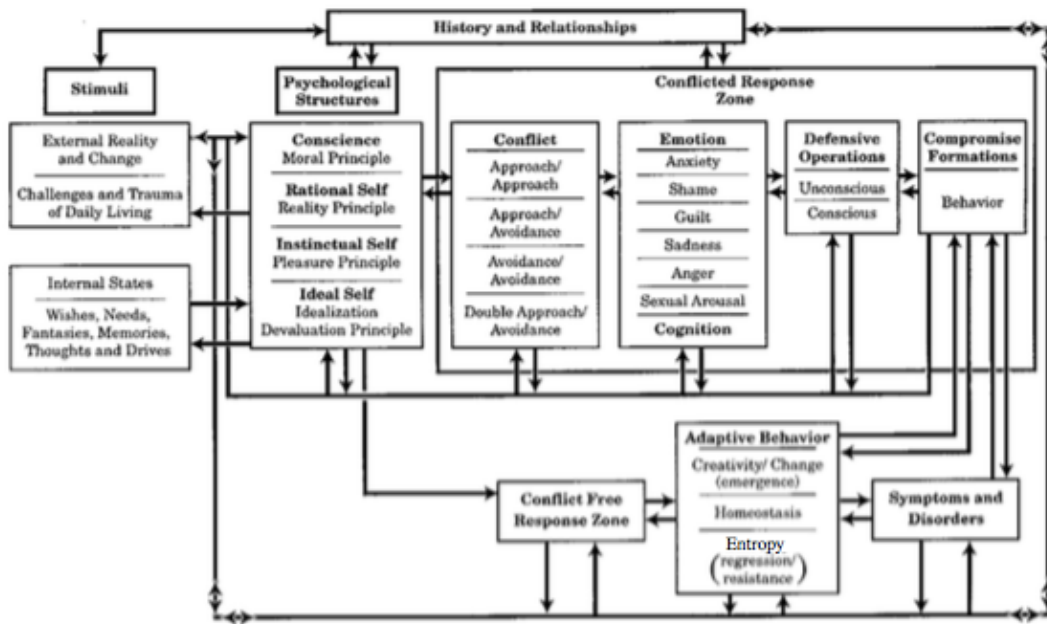 History and Relationships
Stimuli
Psychological
Structures
Conflicted Response
Zone
External Reality
and Change
Challenges and Trauma
of Daily Living
Conscience
Moral Principle
Rational Self
Reality Principle
Instinctual Self
Pleasure Principle
Ideal Self
Idealization
Devaluation Principle
Conflict
Approach/
Approach
Approach/
Avoidance
Avoidance/
Avoidance
Double Approach/
Avoidance
Emotion
Anxiety
Shame
Guilt
Sadness
Anger
Sexual Arousal
Cognition
Defensive
Operations
Unconscious
Conscious
Compromise
Formations
Behavior
Internal States
Wishes, Needs,
Fantasies, Memories,
Thoughts and Drives
Conflict Free
Response Zone
Adaptive Behavior
Creativity/ Change
(emergence)
Homeostasis
Entropy
(regression/
resistance)
Symptoms and
Disorders